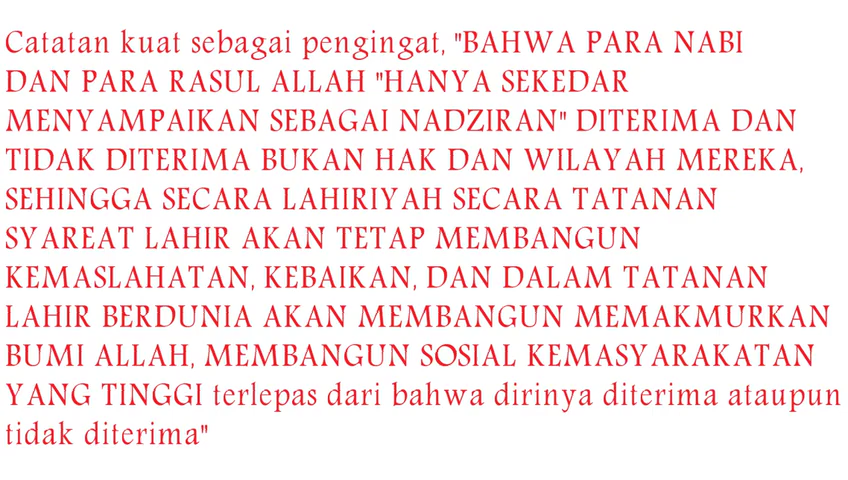 Catatan kuat sebagai pengingat, "BAHWA PARA NABI
DAN PARA RASUL ALLAH "HANYA SEKEDAR
MENYAMPAIKAN SEBAGAI NADZIRAN" DITERIMA DAN
TIDAK DITERIMA BUKAN HAK DAN WILAYAH MEREKA,
SEHINGGA SECARA LAHIRIYAH SECARA TATANAN
SYAREAT LAHIR AKAN TETAP MEMBANGUN
KEMASLAHATAN, KEBAIKAN, DAN DALAM TATANAN
LAHIR BERDUNIA AKAN MEMBANGUN MEMAKMURKAN
BUMI ALLAH, MEMBANGUN SOSIAL KEMASYARAKATAN
YANG TINGGI terlepas dari bahwa dirinya diterima ataupun
tidak diterima"